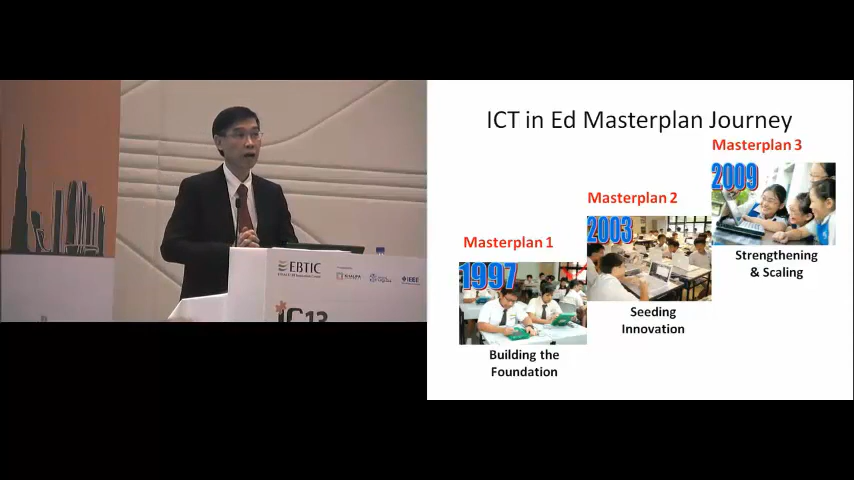 ICT in Ed Masterplan Journey
Masterplan 3
2009
Strengthening
& Scaling
Masterplan 2
2003
Seeding
Innovation
Masterplan 1
1997
Building the
Foundation
EBTIC
IEEE
iC13